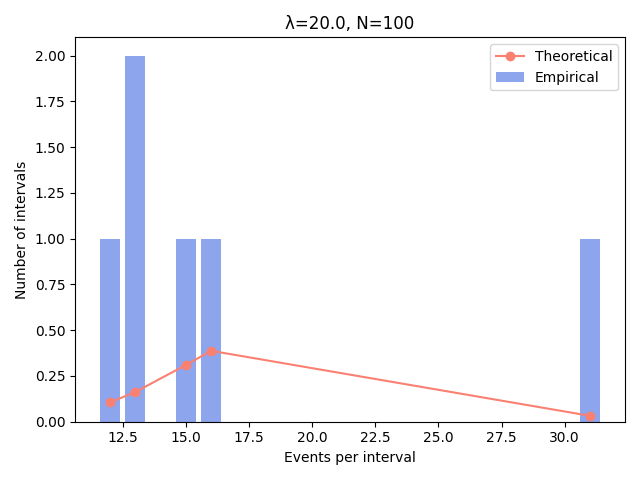 λ=20.0, N=100
Theoretical
Empirical
Number of intervals
2.00
1.75
1.50
1.25
1.00
0.75
0.50
0.25
0.00
12.5 15.0 17.5 20.0 22.5 25.0 27.5 30.0
Events per interval